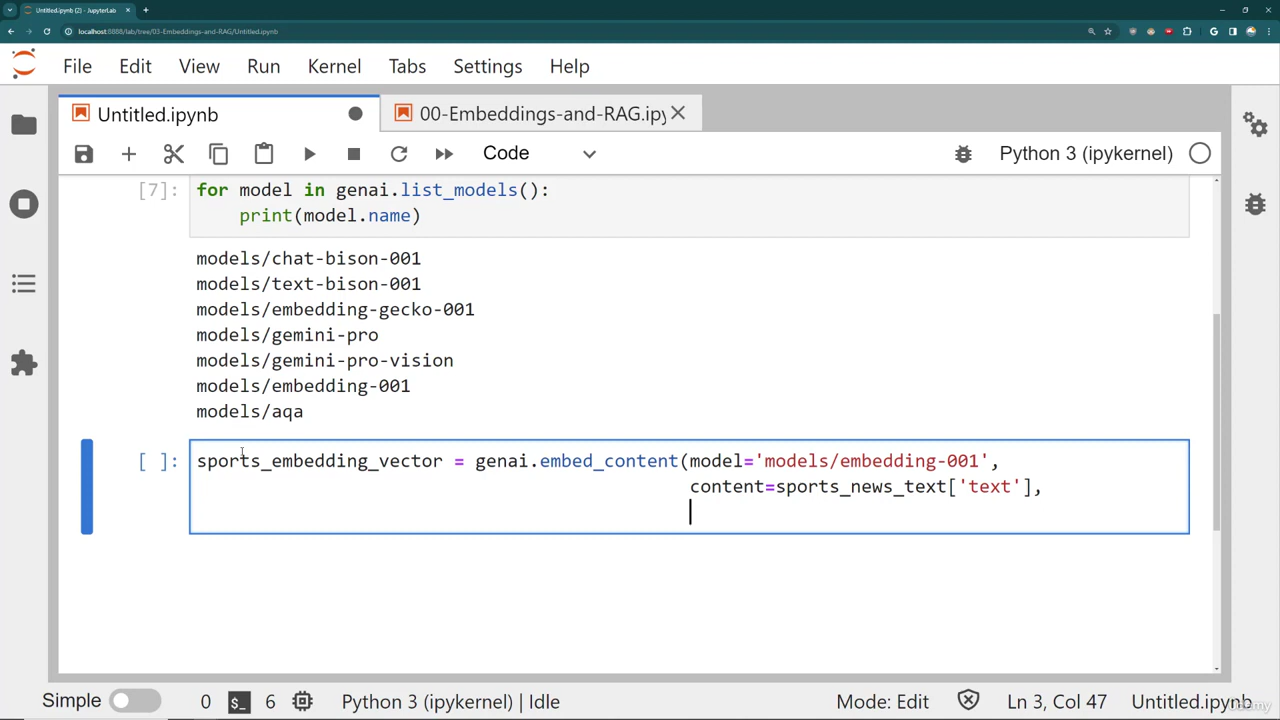 Untitled.ipynb (2) - JupyterLab
localhost:8888/lab/tree/03-Embeddings-and-RAG/Untitled.ipynb
File Edit View Run Kernel Tabs Settings Help
Untitled.ipynb 00-Embeddings-and-RAG.ipy
Code Python 3 (ipykernel)
[7]: for model in genai.list_models():
print(model.name)
models/chat-bison-001
models/text-bison-001
models/embedding-gecko-001
models/gemini-pro
models/gemini-pro-vision
models/embedding-001
models/aqa
[ ]: sports_embedding_vector = genai.embed_content(model='models/embedding-001',
content=sports_news_text['text'],
Simple 0 6 Python 3 (ipykernel) | Idle Mode: Edit Ln 3, Col 47 Untitled.ipynb
Udemy